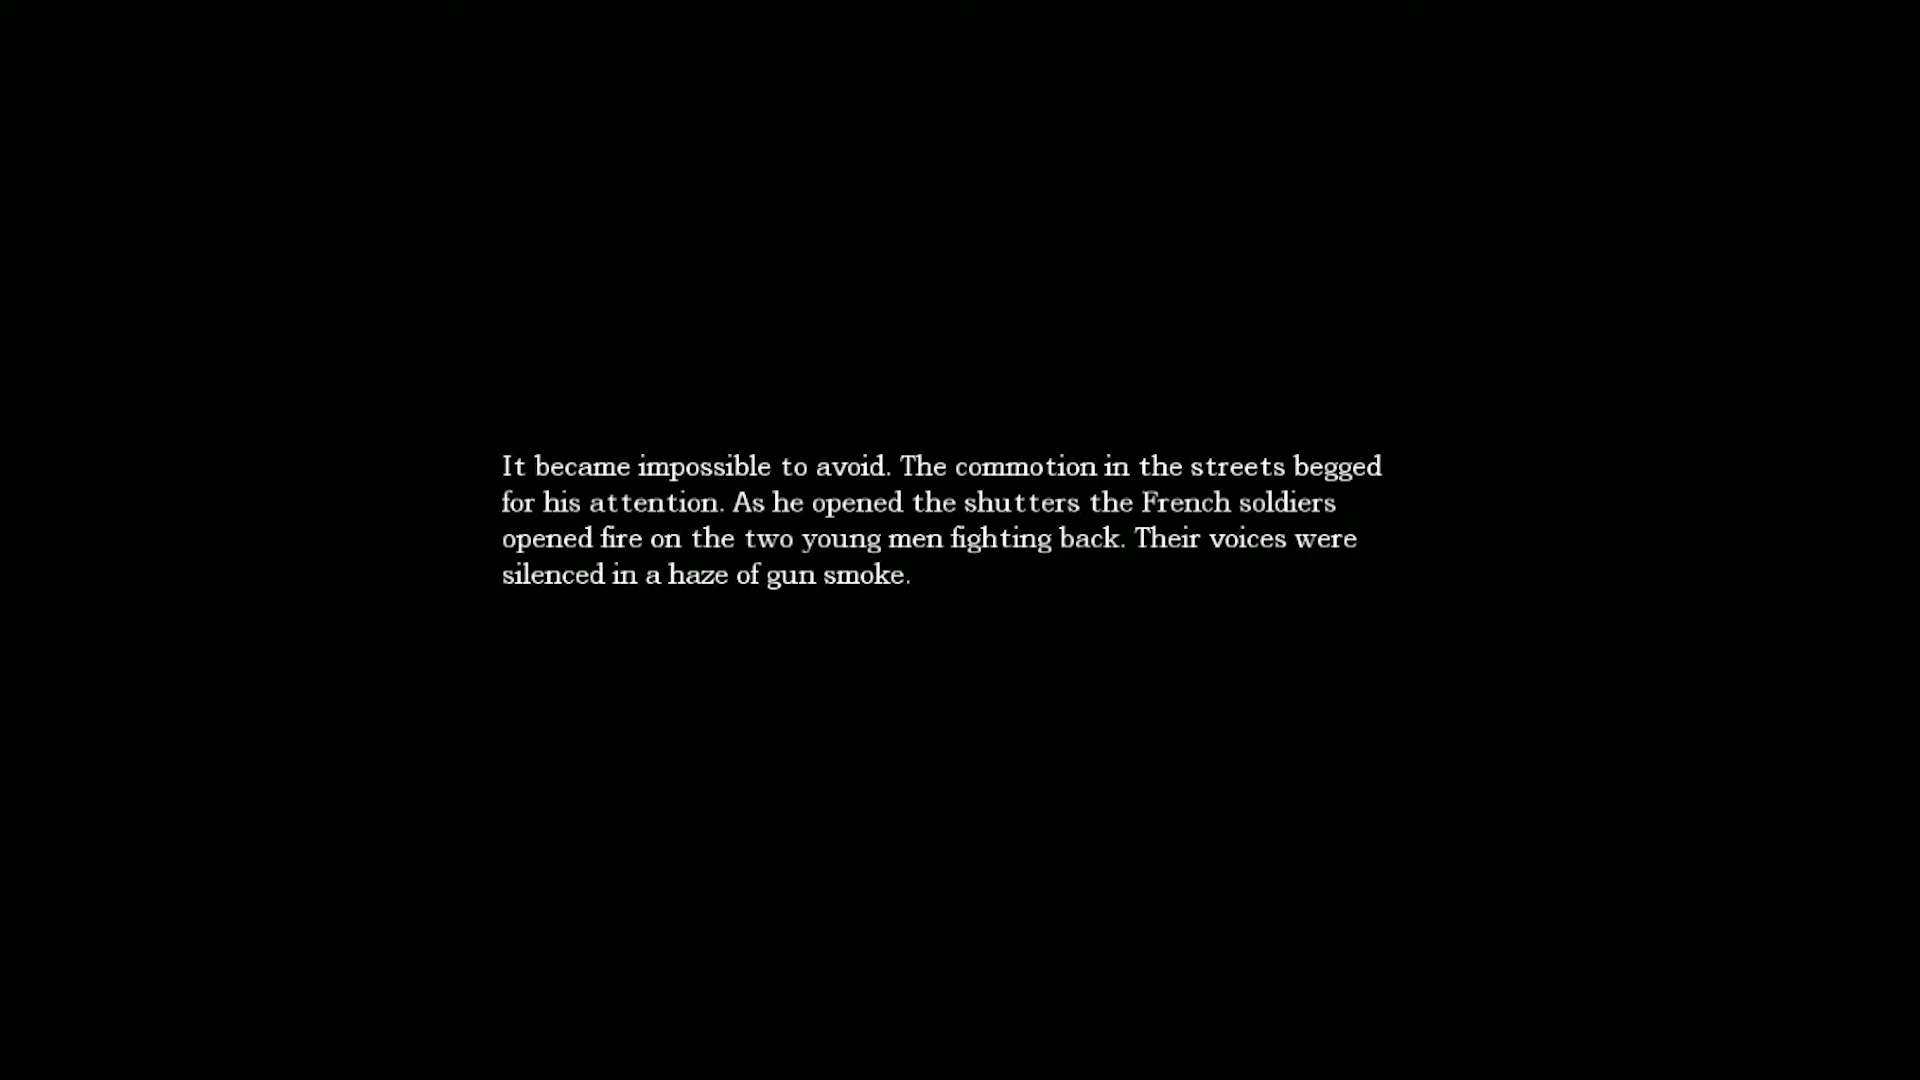 It became impossible to avoid. The commotion in the streets begged
for his attention. As he opened the shutters the French soldiers
opened fire on the two young men fighting back. Their voices were
silenced in a haze of gun smoke.